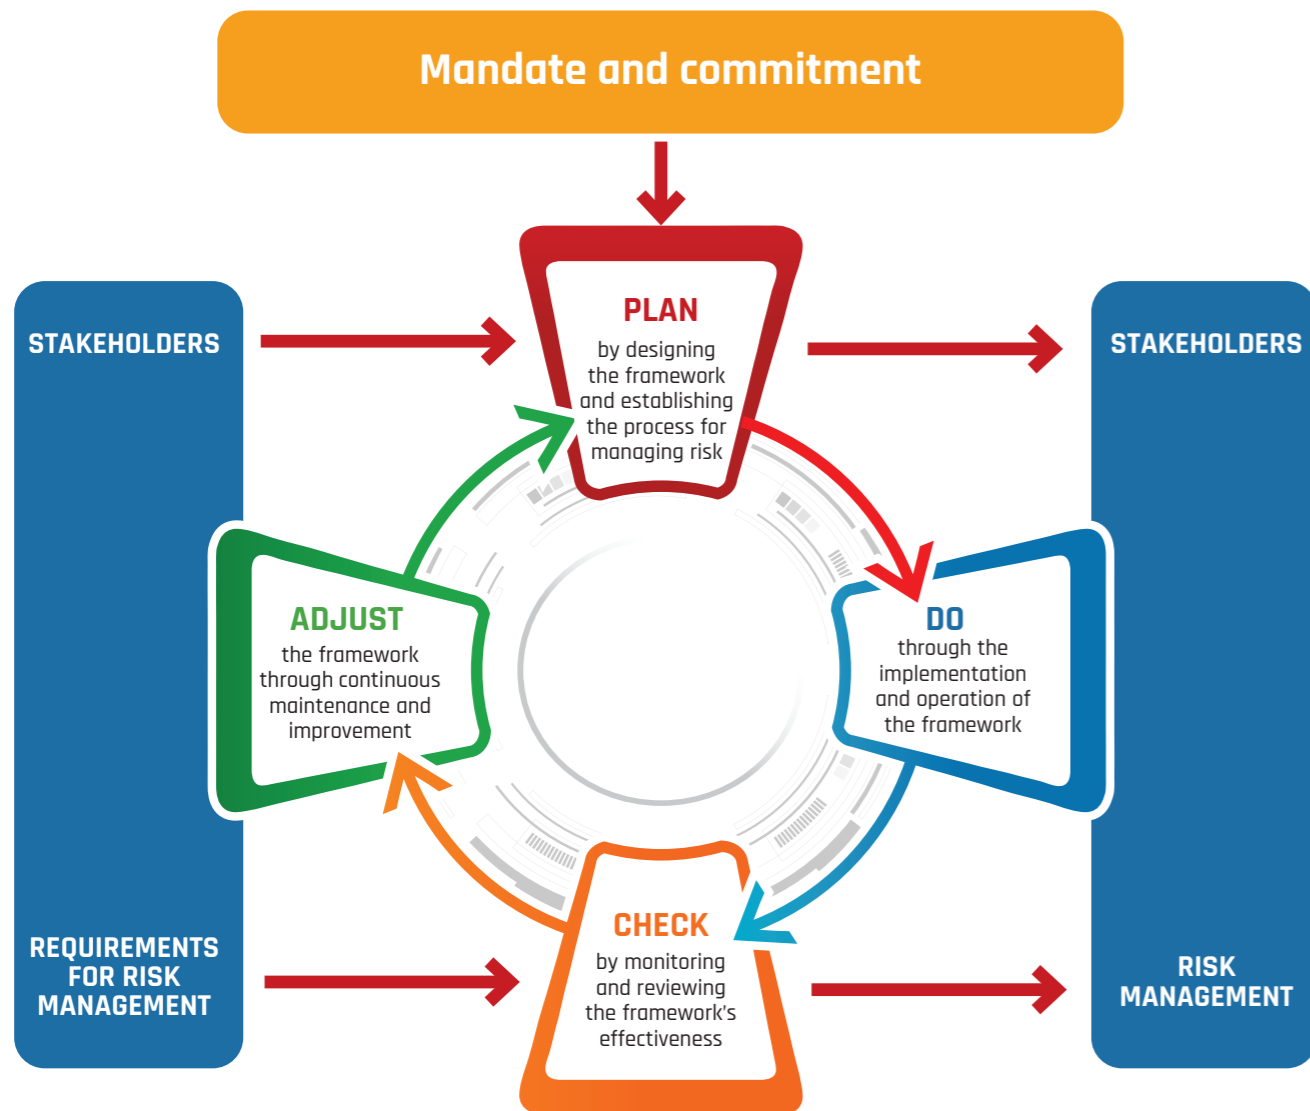 Mandate and commitment
PLAN
by designing
the framework
and establishing
the process for
managing risk
STAKEHOLDERS
STAKEHOLDERS
ADJUST
the framework
through continuous
maintenance and
improvement
DO
through the
implementation
and operation of
the framework
CHECK
by monitoring
and reviewing
the framework's
effectiveness
REQUIREMENTS
FOR RISK
MANAGEMENT
RISK
MANAGEMENT